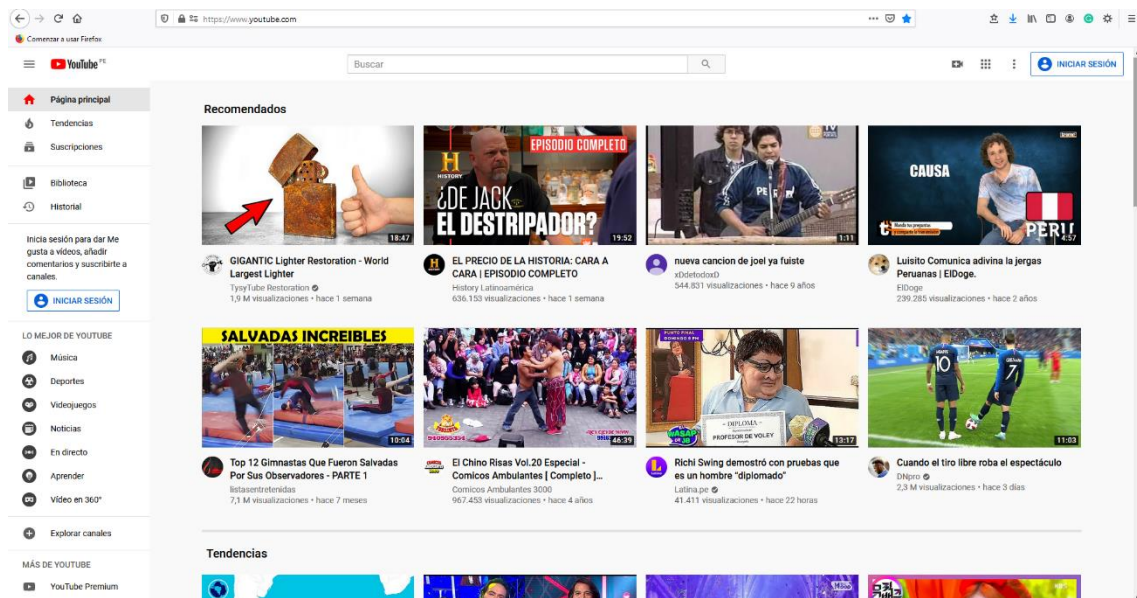 https://www.youtube.com
Comenzar a usar Firefox
YouTube PE
Buscar
INICIAR SESIÓN
Página principal
Tendencias
Suscripciones
Biblioteca
Historial
Inicia sesión para dar Me
gusta a vídeos, añadir
comentarios y suscribirte a
canales.
INICIAR SESIÓN
LO MEJOR DE YOUTUBE
Música
Deportes
Videojuegos
Noticias
En directo
Aprender
Vídeo en 360°
Explorar canales
MÁS DE YOUTUBE
YouTube Premium
Recomendados
18:47
GIGANTIC Lighter Restoration - World
Largest Lighter
TysyTube Restoration
1,9 M visualizaciones • hace 1 semana
EPISODIO COMPLETO
H
HISTORY
¿DE JACK
EL DESTRIPADOR?
19:52
EL PRECIO DE LA HISTORIA: CARA A
CARA | EPISODIO COMPLETO
History Latinoamérica
636.153 visualizaciones • hace 1 semana
TV
1:11
nueva cancion de joel ya fuiste
xDdetodoxD
544.831 visualizaciones • hace 9 años
CAUSA
PERU
4:57
Luisito Comunica adivina la jergas
Peruanas | ElDoge.
ElDoge
239.285 visualizaciones • hace 2 años
SALVADAS INCREIBLES
10:04
Top 12 Gimnastas Que Fueron Salvadas
Por Sus Observadores - PARTE 1
listasentretenidas
7,1 M visualizaciones • hace 7 meses
46:39
El Chino Risas Vol.20 Especial -
Comicos Ambulantes [ Completo ]...
Comicos Ambulantes 3000
967.453 visualizaciones • hace 4 años
WASAP
DE JB
- DIPLOMA -
PROFESOR DE VOLEY
13:17
Richi Swing demostró con pruebas que
es un hombre "diplomado"
Latina.pe
41.411 visualizaciones • hace 22 horas
10
7
11:03
Cuando el tiro libre roba el espectáculo
DNpro
2,3 M visualizaciones • hace 3 días
Tendencias